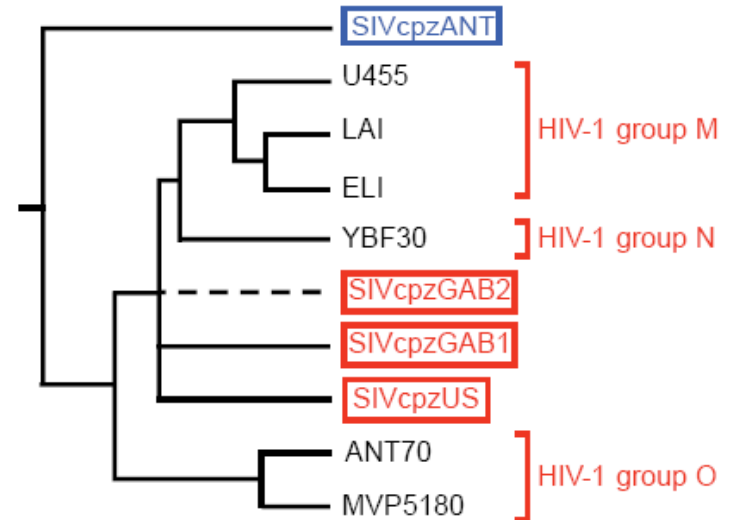 SIVcpzANT
U455
LAI
HIV-1 group M
ELI
YBF30
HIV-1 group N
SIVcpzGAB2
SIVcpzGAB1
SIVcpzUS
ANT70
HIV-1 group O
MVP5180